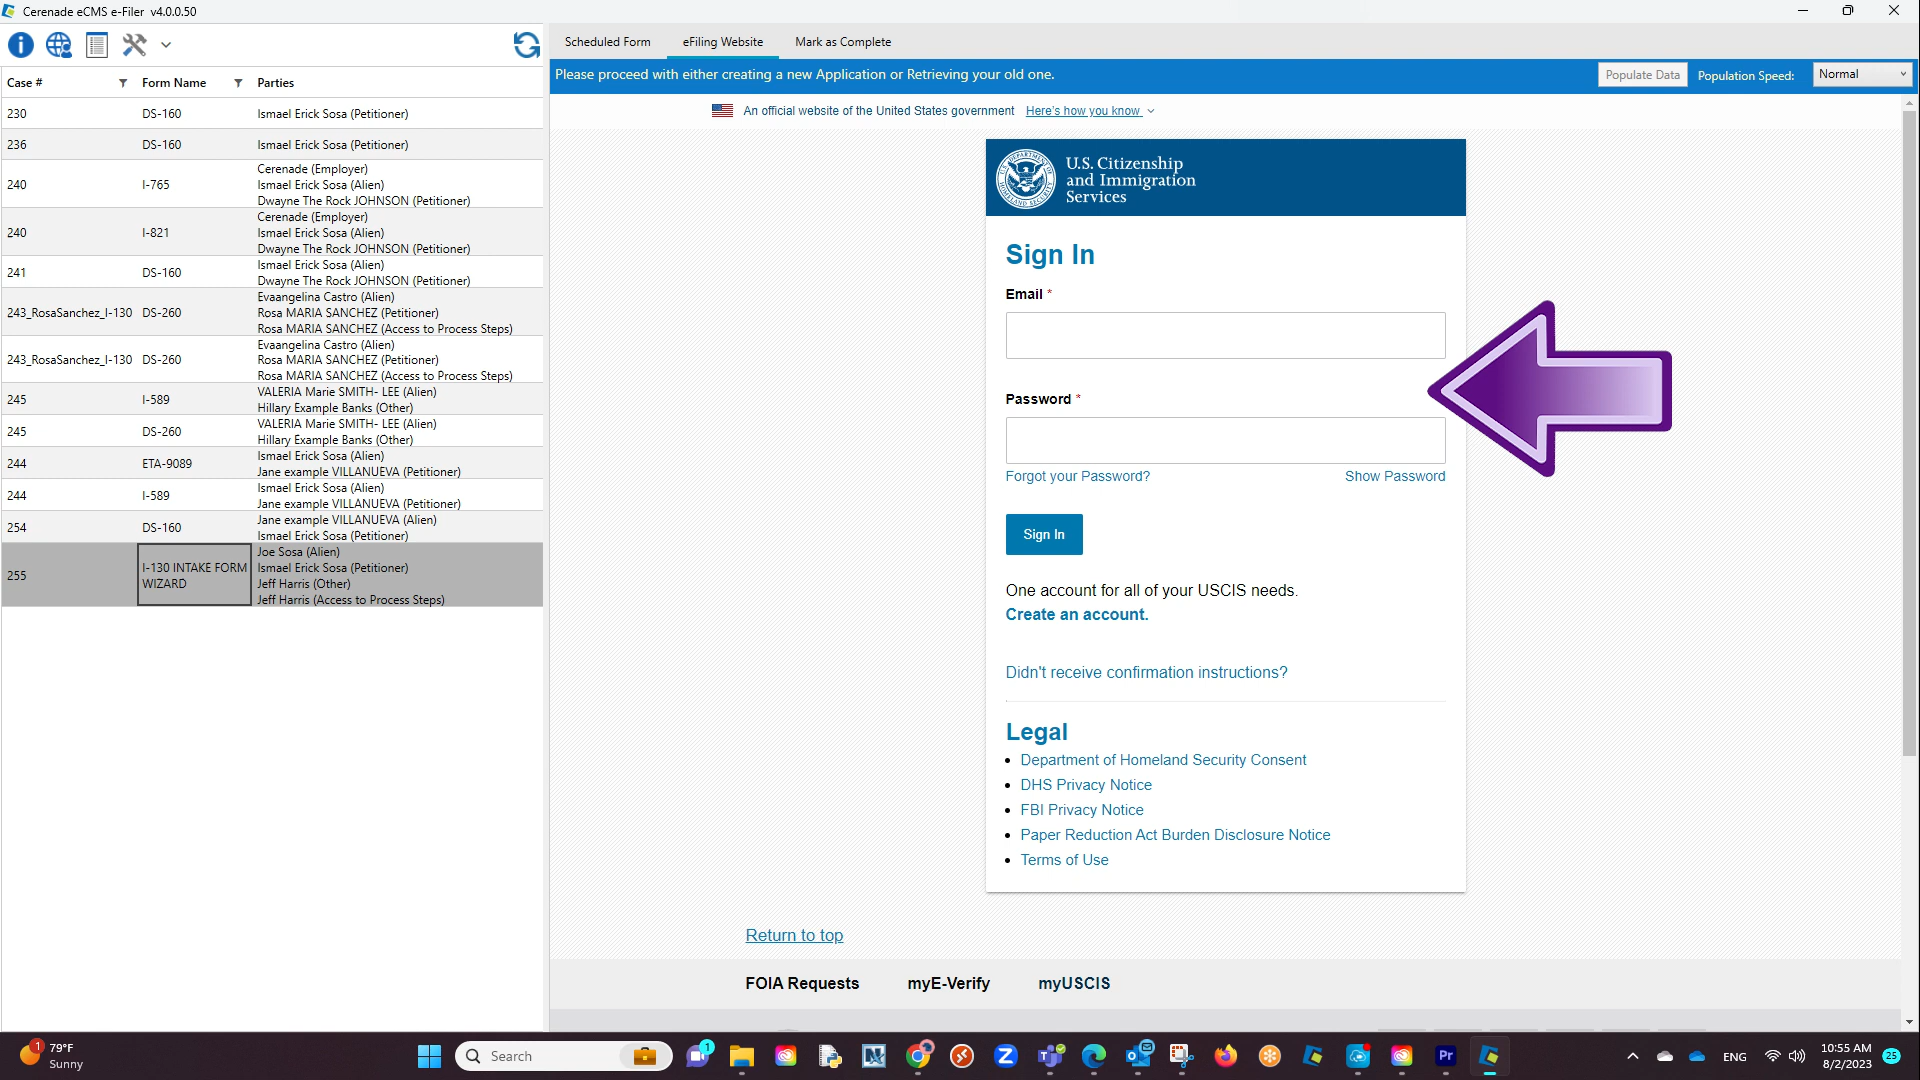 Cerenade eCMS e-Filer v4.0.0.50
Scheduled Form eFiling Website Mark as Complete
Please proceed with either creating a new Application or Retrieving your old one.
Populate Data Population Speed: Normal
Case # Form Name Parties
230 DS-160 Ismael Erick Sosa (Petitioner)
236 DS-160 Ismael Erick Sosa (Petitioner)
240 I-765 Cerenade (Employer)
Ismael Erick Sosa (Alien)
Dwayne The Rock JOHNSON (Petitioner)
240 I-821 Cerenade (Employer)
Ismael Erick Sosa (Alien)
Dwayne The Rock JOHNSON (Petitioner)
241 DS-160 Ismael Erick Sosa (Alien)
Dwayne The Rock JOHNSON (Petitioner)
243_RosaSanchez_I-130 DS-260 Evaangelina Castro (Alien)
Rosa MARIA SANCHEZ (Petitioner)
Rosa MARIA SANCHEZ (Access to Process Steps)
243_RosaSanchez_I-130 DS-260 Evaangelina Castro (Alien)
Rosa MARIA SANCHEZ (Petitioner)
Rosa MARIA SANCHEZ (Access to Process Steps)
245 I-589 VALERIA Marie SMITH- LEE (Alien)
Hillary Example Banks (Other)
245 DS-260 VALERIA Marie SMITH- LEE (Alien)
Hillary Example Banks (Other)
244 ETA-9089 Ismael Erick Sosa (Alien)
Jane example VILLANUEVA (Petitioner)
244 I-589 Ismael Erick Sosa (Alien)
Jane example VILLANUEVA (Petitioner)
254 DS-160 Jane example VILLANUEVA (Alien)
Ismael Erick Sosa (Petitioner)
255 I-130 INTAKE FORM WIZARD Joe Sosa (Alien)
Ismael Erick Sosa (Petitioner)
Jeff Harris (Other)
Jeff Harris (Access to Process Steps)
An official website of the United States government Here's how you know
U.S. Citizenship
and Immigration
Services
Sign In
Email *
Password *
Forgot your Password? Show Password
Sign In
One account for all of your USCIS needs.
Create an account.
Didn't receive confirmation instructions?
Legal
Department of Homeland Security Consent
DHS Privacy Notice
FBI Privacy Notice
Paper Reduction Act Burden Disclosure Notice
Terms of Use
Return to top
FOIA Requests myE-Verify myUSCIS
1 79°F
Sunny
Search
1
Pr
ENG
10:55 AM
8/2/2023
25